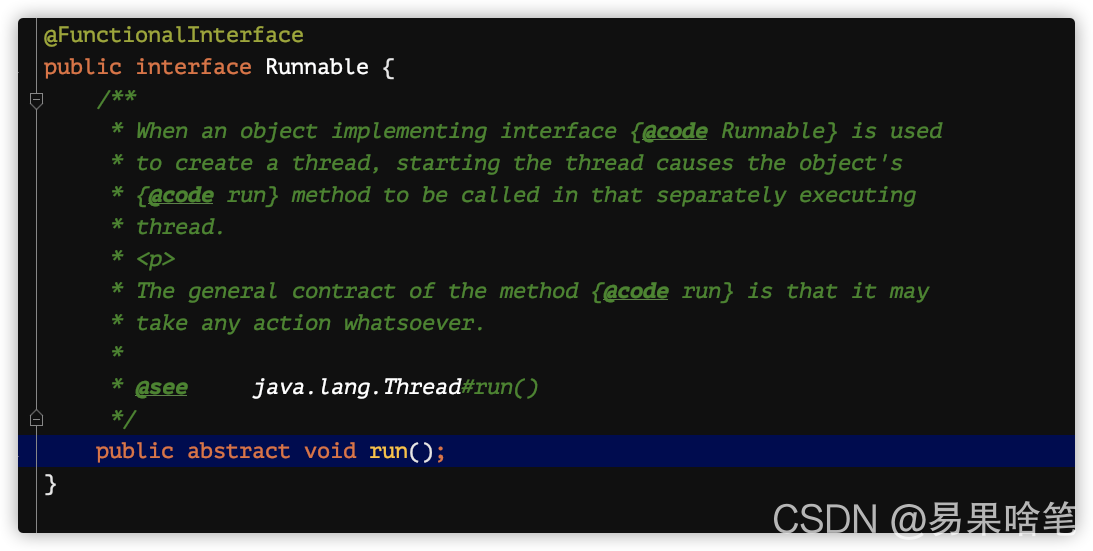 @FunctionalInterface
public interface Runnable {
/**
* When an object implementing interface {@code Runnable} is used
* to create a thread, starting the thread causes the object's
* {@code run} method to be called in that separately executing
* thread.
* <p>
* The general contract of the method {@code run} is that it may
* take any action whatsoever.
*
* @see java.lang.Thread#run()
*/
public abstract void run();
}
CSDN @易果啥笔